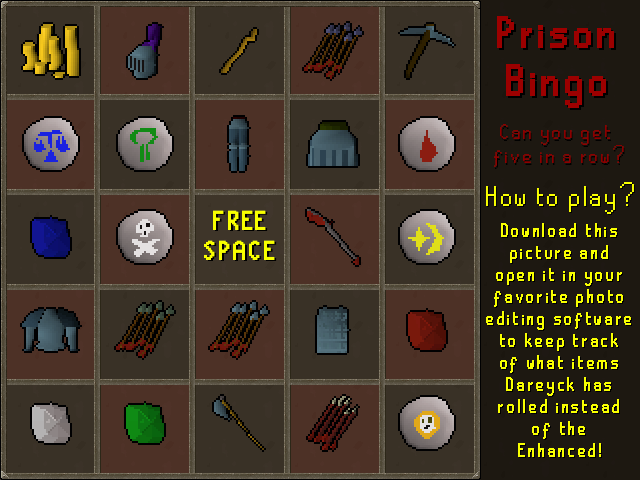 Prison
Bingo
Can you get
five in a row?
How to play?
Download this
picture and
open it in your
favorite photo
editing software
to keep track
of what items
Dareyck has
rolled instead
of the
Enhanced!
FREE
SPACE